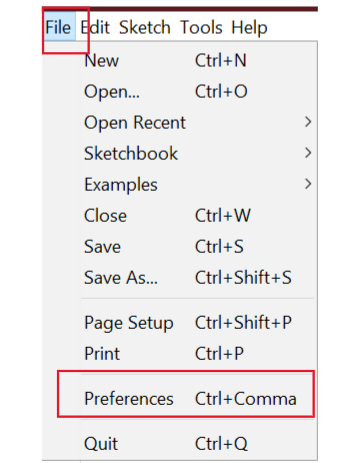 File Edit Sketch Tools Help
New Ctrl+N
Open... Ctrl+O
Open Recent
Sketchbook
Examples
Close Ctrl+W
Save Ctrl+S
Save As... Ctrl+Shift+S
Page Setup Ctrl+Shift+P
Print Ctrl+P
Preferences Ctrl+Comma
Quit Ctrl+Q